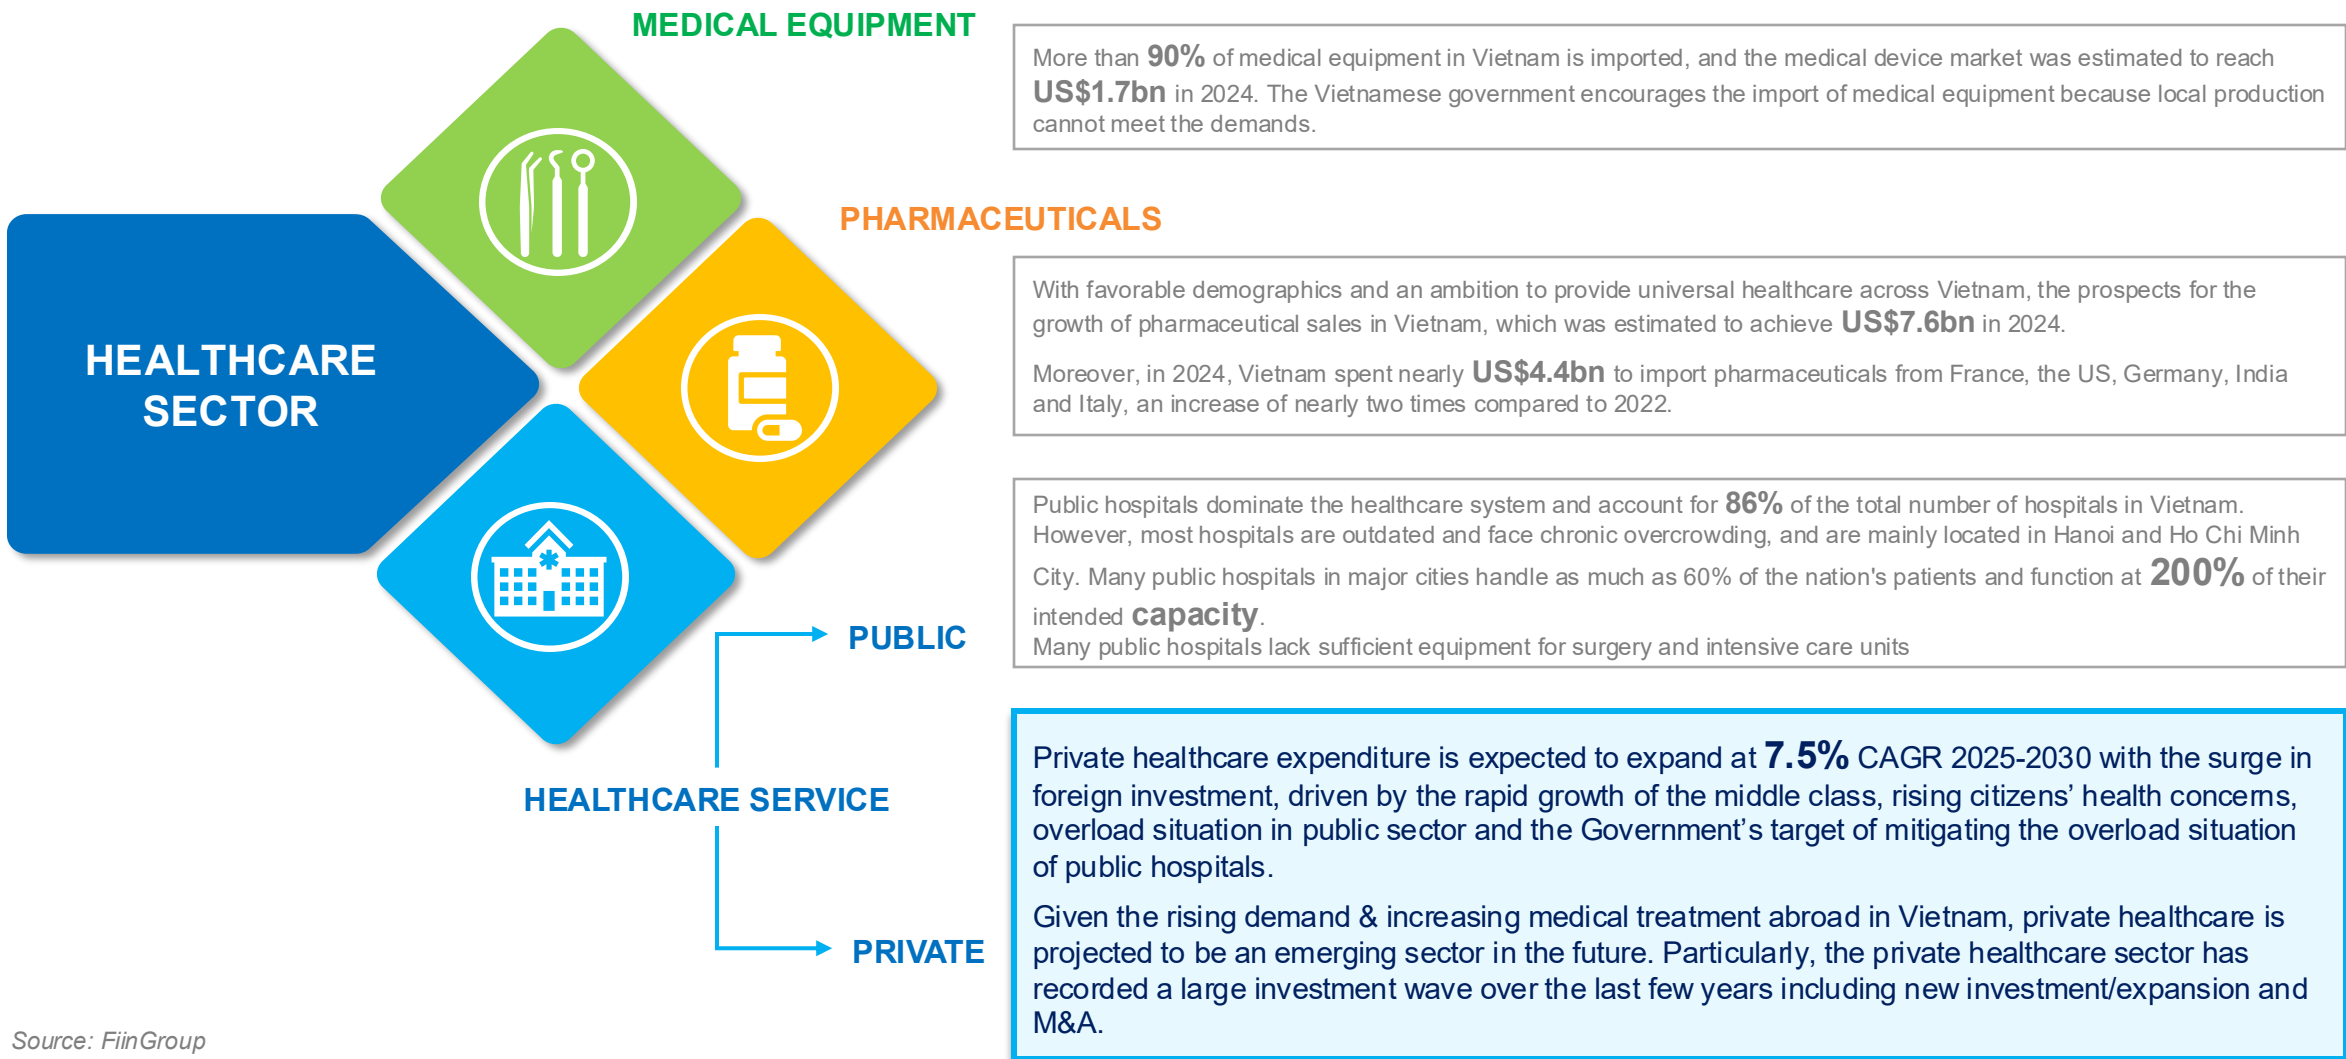 MEDICAL EQUIPMENT
More than 90% of medical equipment in Vietnam is imported, and the medical device market was estimated to reach
US$1.7bn in 2024. The Vietnamese government encourages the import of medical equipment because local production
cannot meet the demands.
PHARMACEUTICALS
With favorable demographics and an ambition to provide universal healthcare across Vietnam, the prospects for the
growth of pharmaceutical sales in Vietnam, which was estimated to achieve US$7.6bn in 2024.
Moreover, in 2024, Vietnam spent nearly US$4.4bn to import pharmaceuticals from France, the US, Germany, India
and Italy, an increase of nearly two times compared to 2022.
HEALTHCARE
SECTOR
Public hospitals dominate the healthcare system and account for 86% of the total number of hospitals in Vietnam.
However, most hospitals are outdated and face chronic overcrowding, and are mainly located in Hanoi and Ho Chi Minh
City. Many public hospitals in major cities handle as much as 60% of the nation's patients and function at 200% of their
intended capacity.
Many public hospitals lack sufficient equipment for surgery and intensive care units
PUBLIC
HEALTHCARE SERVICE
PRIVATE
Private healthcare expenditure is expected to expand at 7.5% CAGR 2025-2030 with the surge in
foreign investment, driven by the rapid growth of the middle class, rising citizens’ health concerns,
overload situation in public sector and the Government’s target of mitigating the overload situation
of public hospitals.
Given the rising demand & increasing medical treatment abroad in Vietnam, private healthcare is
projected to be an emerging sector in the future. Particularly, the private healthcare sector has
recorded a large investment wave over the last few years including new investment/expansion and
M&A.
Source: FiinGroup